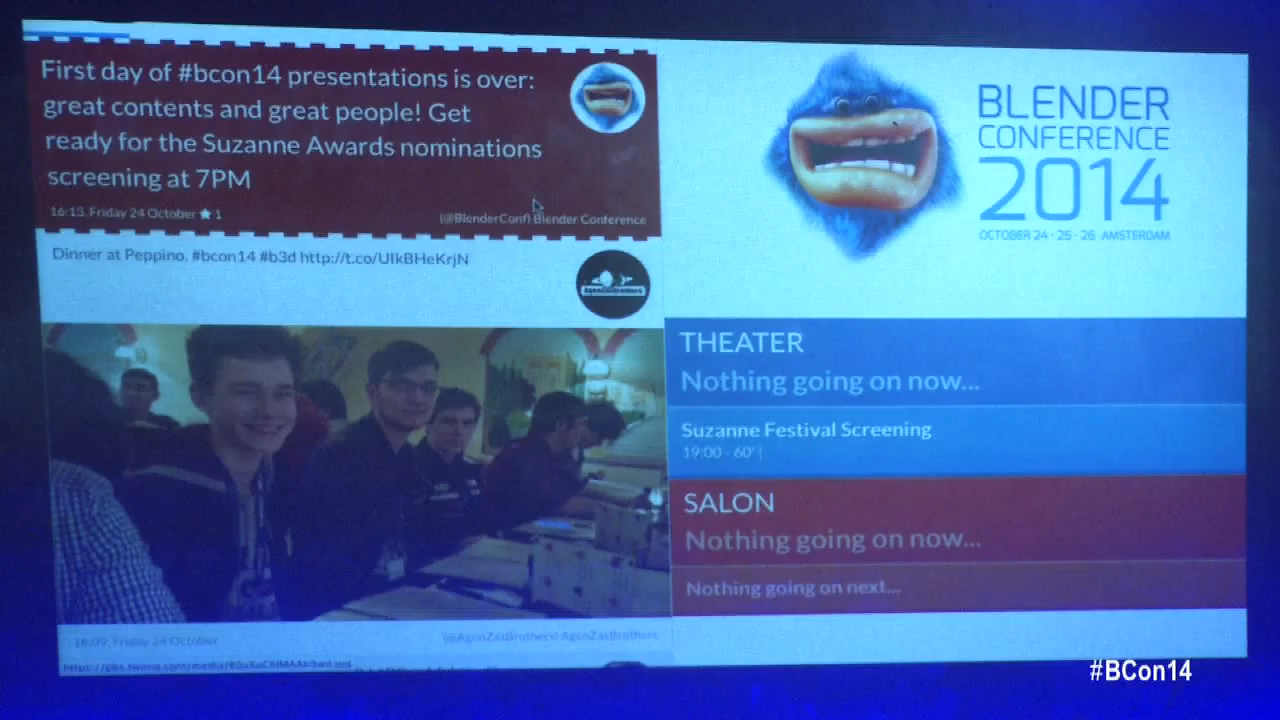 First day of #bcon14 presentations is over:
great contents and great people! Get
ready for the Suzanne Awards nominations
screening at 7PM
16:13, Friday 24 October ★ 1
(@BlenderConf) Blender Conference
Dinner at Peppino, #bcon14 #b3d http://t.co/UIkBHeKrjN
16:09, Friday 24 October
(@AgenZasBrothers) AgenZasBrothers
BLENDER
CONFERENCE
2014
OCTOBER 24 · 25 · 26 AMSTERDAM
THEATER
Nothing going on now...
Suzanne Festival Screening
19:00 - 60' |
SALON
Nothing going on now...
Nothing going on next...
#BCon14